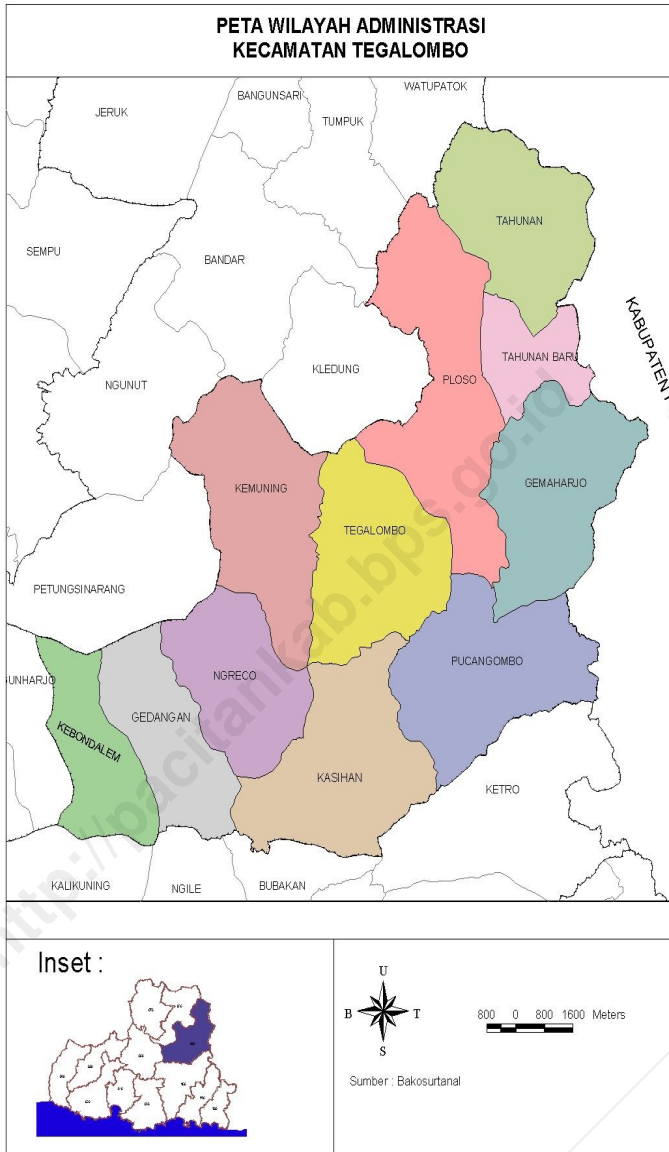 PETA WILAYAH ADMINISTRASI
KECAMATAN TEGALOMBO
WATUPATOK
BANGUNSARI
JERUK
TUMPUK
TAHUNAN
SEMPU
BANDAR
KABUPATEN
TAHUNAN BARU
KLEDUNG
PLOSO
NGUNUT
KEMUNING
GEMAHARJO
TEGALOMBO
PETUNGSINARANG
PUCANGOMBO
NGRECO
UNHARJO
GEDANGAN
KEBONDALEM
KASIHAN
KETRO
KALIKUNING
NGILE
BUBAKAN
http://pacitankab.bps.go.id
Inset :
U
B T
S
800 0 800 1600 Meters
Sumber : Bakosurtanal